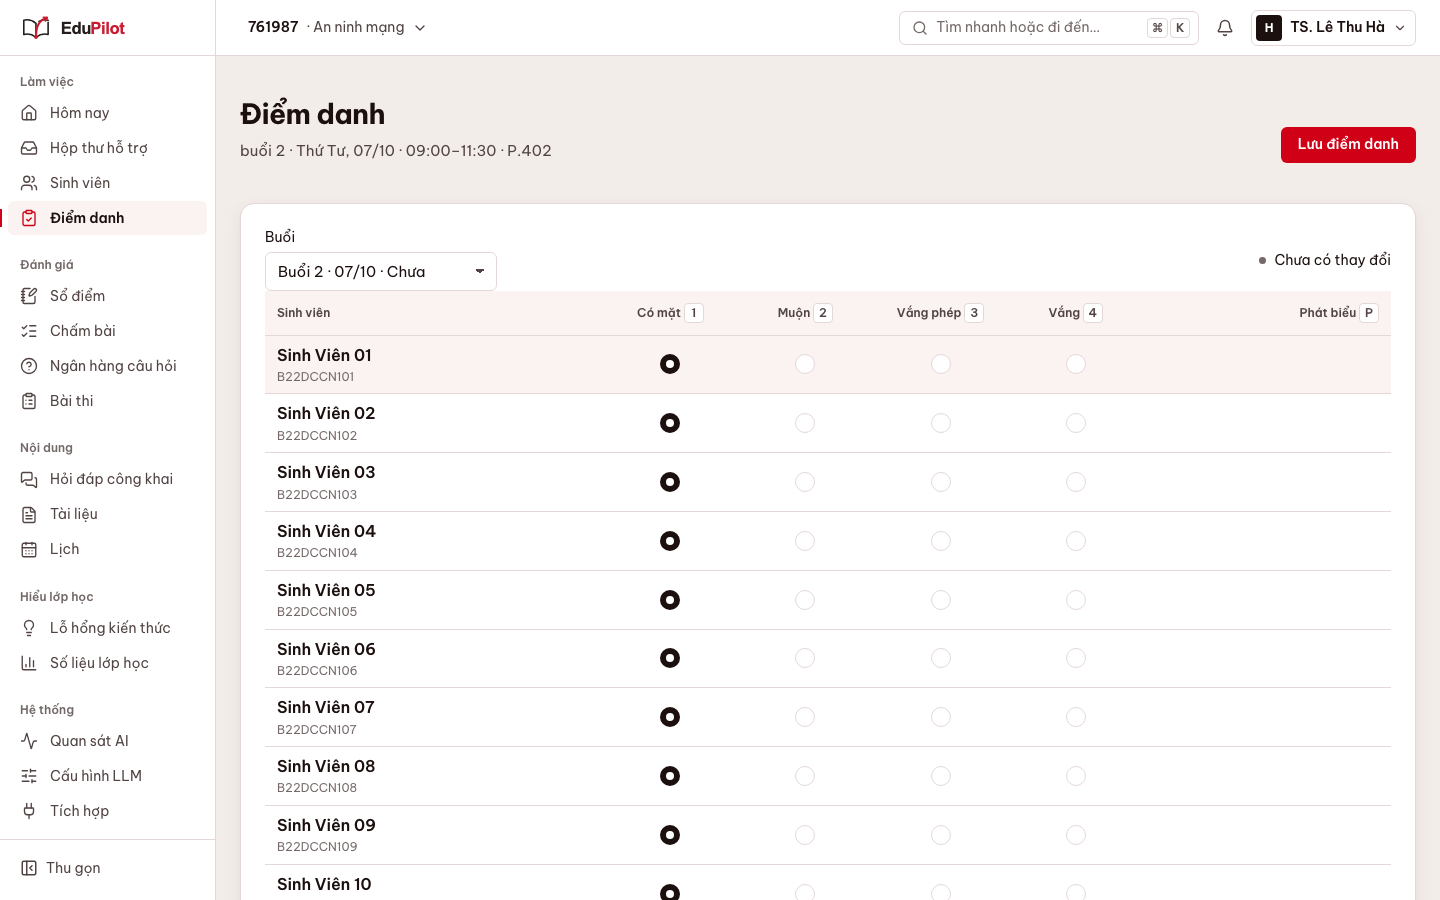 EduPilot
761987 · An ninh mạng
Tìm nhanh hoặc đi đến...
⌘ K
H
TS. Lê Thu Hà
Làm việc
Hôm nay
Hộp thư hỗ trợ
Sinh viên
Điểm danh
Đánh giá
Sổ điểm
Chấm bài
Ngân hàng câu hỏi
Bài thi
Nội dung
Hỏi đáp công khai
Tài liệu
Lịch
Hiểu lớp học
Lỗ hổng kiến thức
Số liệu lớp học
Hệ thống
Quan sát AI
Cấu hình LLM
Tích hợp
Thu gọn
Điểm danh
buổi 2 · Thứ Tư, 07/10 · 09:00–11:30 · P.402
Lưu điểm danh
Buổi
Buổi 2 · 07/10 · Chưa
Chưa có thay đổi
Sinh viên Có mặt 1 Muộn 2 Vắng phép 3 Vắng 4 Phát biểu P
Sinh Viên 01
B22DCCN101
Sinh Viên 02
B22DCCN102
Sinh Viên 03
B22DCCN103
Sinh Viên 04
B22DCCN104
Sinh Viên 05
B22DCCN105
Sinh Viên 06
B22DCCN106
Sinh Viên 07
B22DCCN107
Sinh Viên 08
B22DCCN108
Sinh Viên 09
B22DCCN109
Sinh Viên 10